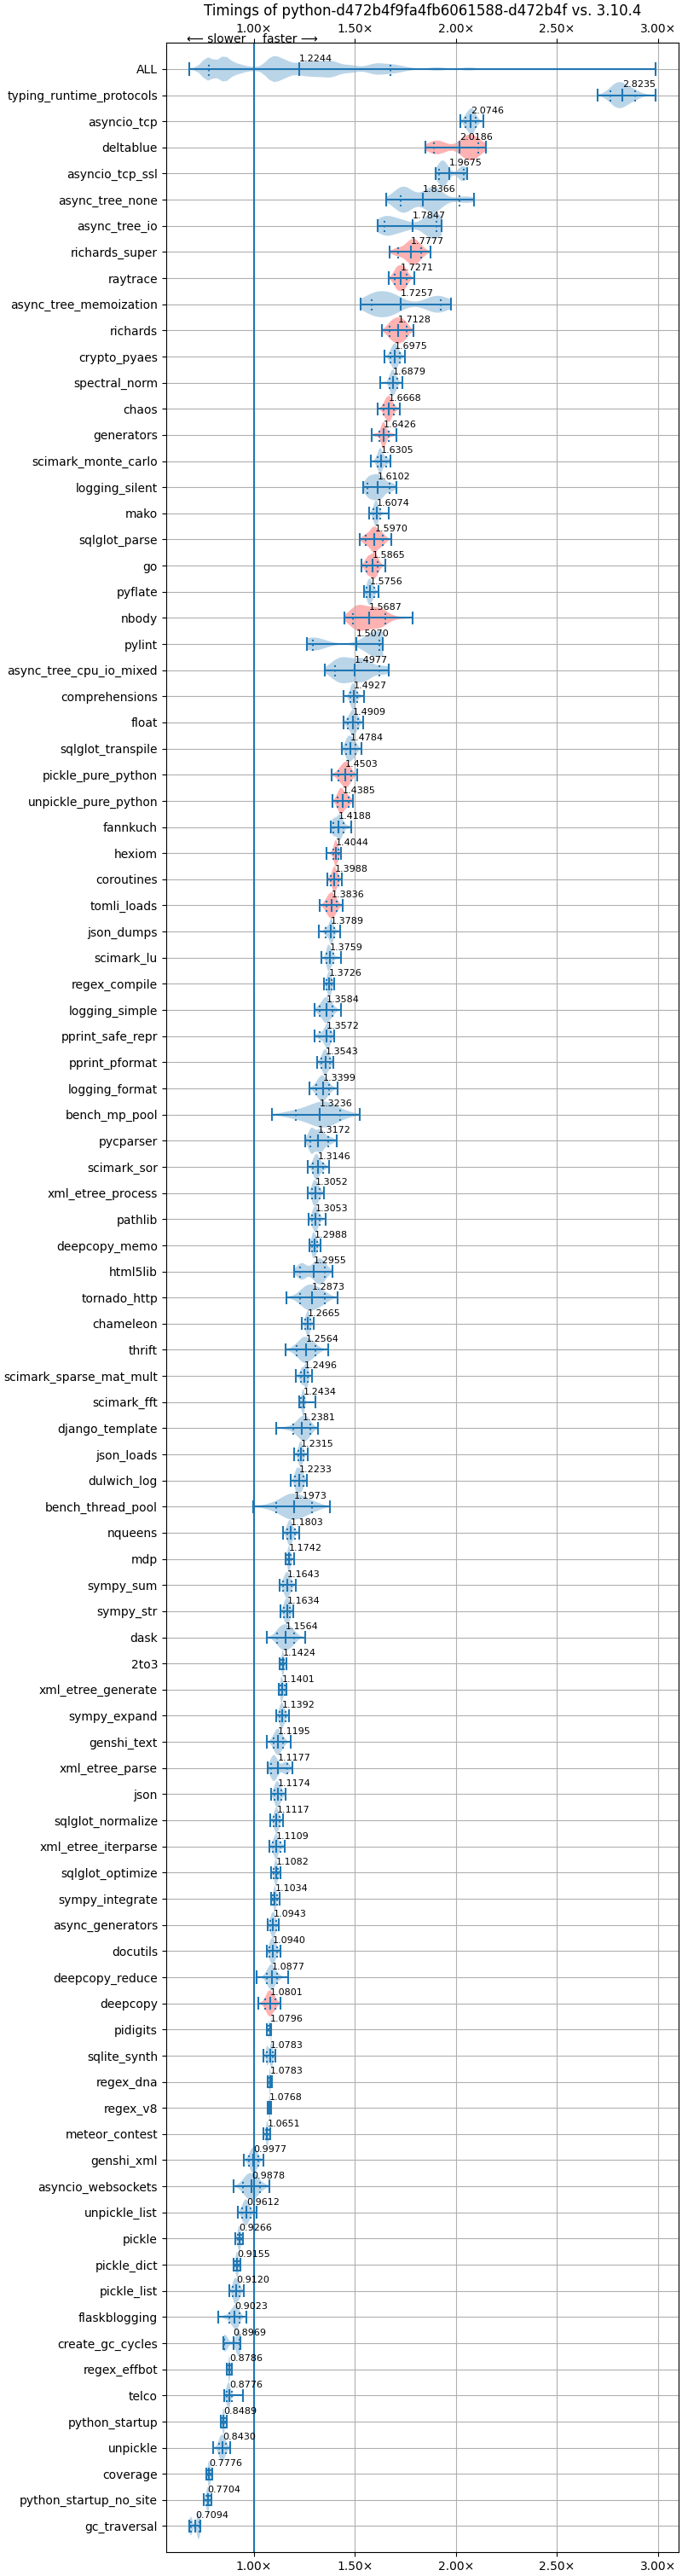 Timings of python-d472b4f9fa4fb6061588-d472b4f vs. 3.10.4
1.00× 1.50× 2.00× 2.50× 3.00×
⟵ slower faster ⟶
ALL 1.2244
typing_runtime_protocols 2.8235
asyncio_tcp 2.0746
deltablue 2.0186
asyncio_tcp_ssl 1.9675
async_tree_none 1.8366
async_tree_io 1.7847
richards_super 1.7777
raytrace 1.7271
async_tree_memoization 1.7257
richards 1.7128
crypto_pyaes 1.6975
spectral_norm 1.6879
chaos 1.6668
generators 1.6426
scimark_monte_carlo 1.6305
logging_silent 1.6102
mako 1.6074
sqlglot_parse 1.5970
go 1.5865
pyflate 1.5756
nbody 1.5687
pylint 1.5070
async_tree_cpu_io_mixed 1.4977
comprehensions 1.4927
float 1.4909
sqlglot_transpile 1.4784
pickle_pure_python 1.4503
unpickle_pure_python 1.4385
fannkuch 1.4188
hexiom 1.4044
coroutines 1.3988
tomli_loads 1.3836
json_dumps 1.3789
scimark_lu 1.3759
regex_compile 1.3726
logging_simple 1.3584
pprint_safe_repr 1.3572
pprint_pformat 1.3543
logging_format 1.3399
bench_mp_pool 1.3236
pycparser 1.3172
scimark_sor 1.3146
xml_etree_process 1.3052
pathlib 1.3053
deepcopy_memo 1.2988
html5lib 1.2955
tornado_http 1.2873
chameleon 1.2665
thrift 1.2564
scimark_sparse_mat_mult 1.2496
scimark_fft 1.2434
django_template 1.2381
json_loads 1.2315
dulwich_log 1.2233
bench_thread_pool 1.1973
nqueens 1.1803
mdp 1.1742
sympy_sum 1.1643
sympy_str 1.1634
dask 1.1564
2to3 1.1424
xml_etree_generate 1.1401
sympy_expand 1.1392
genshi_text 1.1195
xml_etree_parse 1.1177
json 1.1174
sqlglot_normalize 1.1117
xml_etree_iterparse 1.1109
sqlglot_optimize 1.1082
sympy_integrate 1.1034
async_generators 1.0943
docutils 1.0940
deepcopy_reduce 1.0877
deepcopy 1.0801
pidigits 1.0796
sqlite_synth 1.0783
regex_dna 1.0783
regex_v8 1.0768
meteor_contest 1.0651
genshi_xml 0.9977
asyncio_websockets 0.9878
unpickle_list 0.9612
pickle 0.9266
pickle_dict 0.9155
pickle_list 0.9120
flaskblogging 0.9023
create_gc_cycles 0.8969
regex_effbot 0.8786
telco 0.8776
python_startup 0.8489
unpickle 0.8430
coverage 0.7776
python_startup_no_site 0.7704
gc_traversal 0.7094
1.00× 1.50× 2.00× 2.50× 3.00×